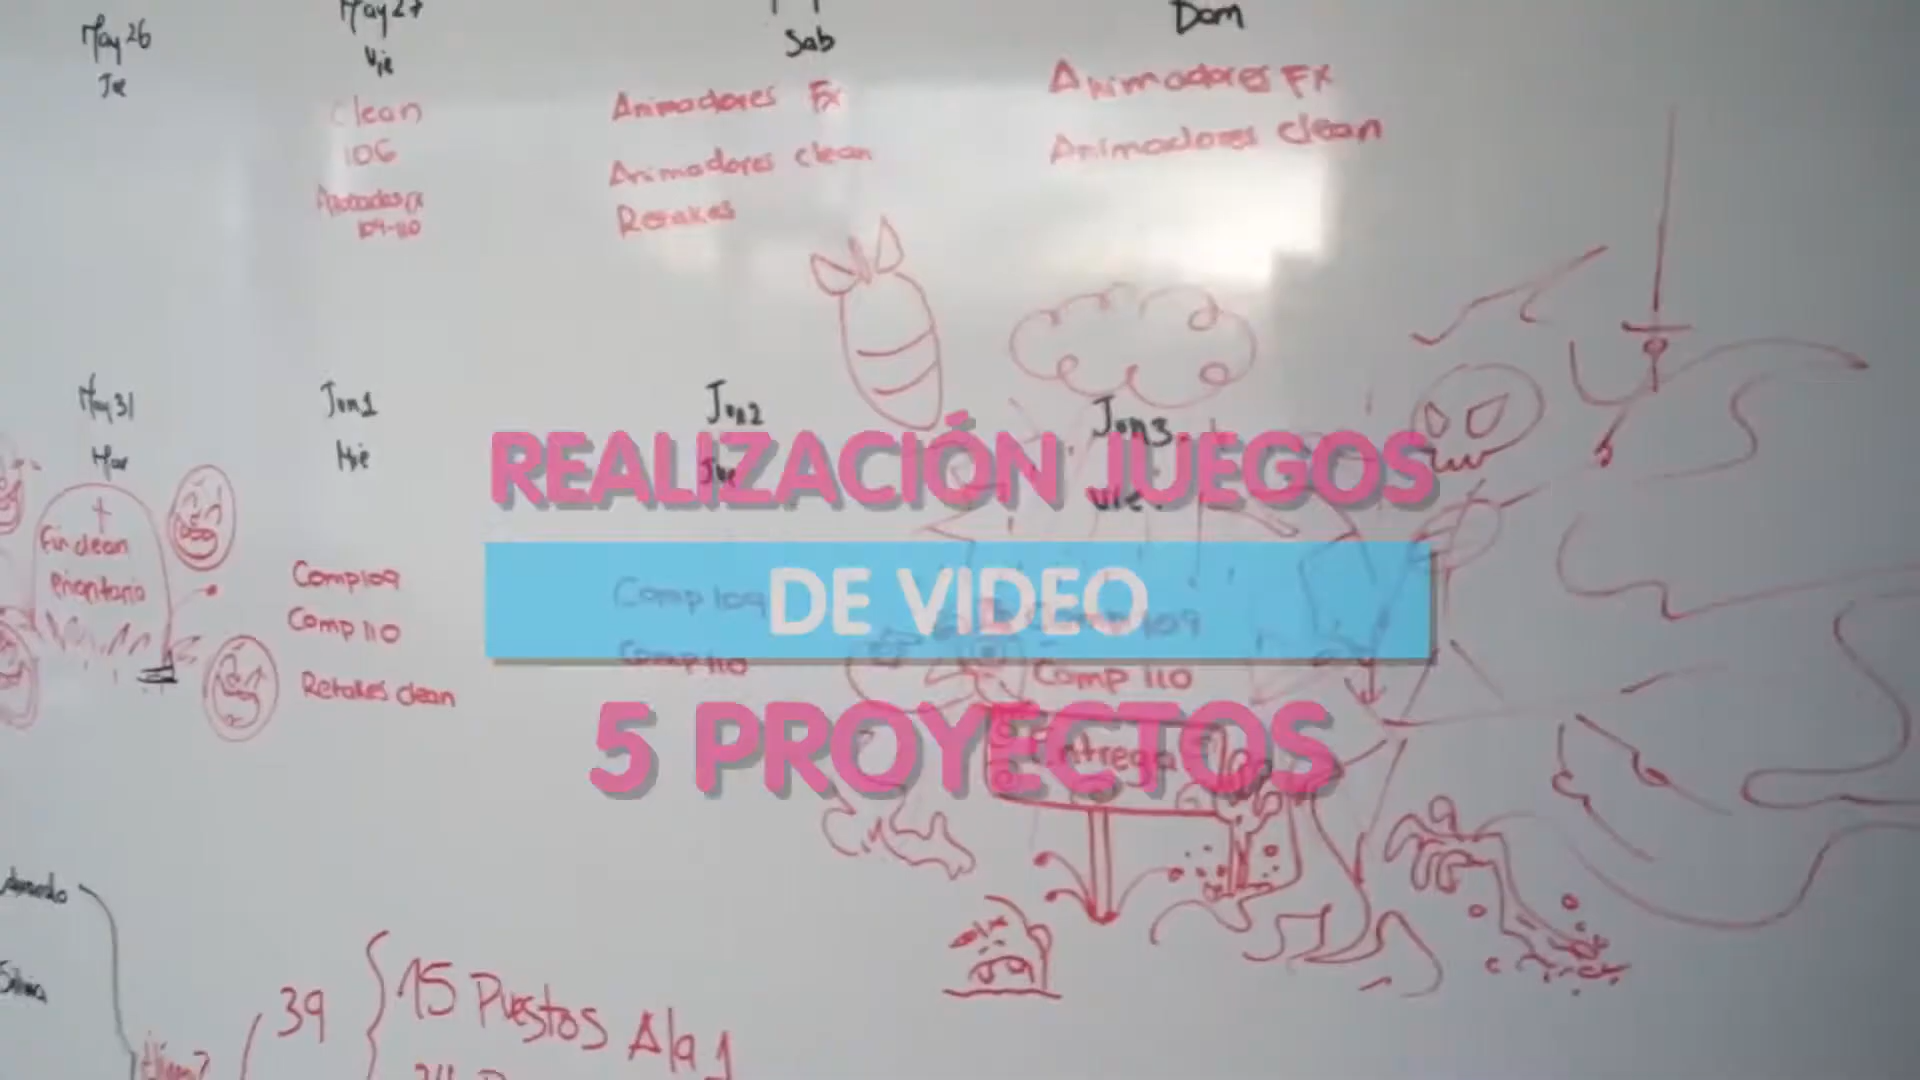 May 26
May 27
Sab
Dom
Vie
Clean
106
Animadores Fx
Animadores clean
Retakes
Animadores Fx
Animadores clean
May 31
Mar
Jun 1
Mie
Jun 2
Jue
Jun 3
Vie.
REALIZACIÓN JUEGOS
DE VIDEO
5 PROYECTOS
Fin clean
Prioritario
Comp 109
Comp 110
Retakes clean
Comp 109
Comp 110
Comp 109
Comp 110
Entrega
39
15 Puestos Ala 1